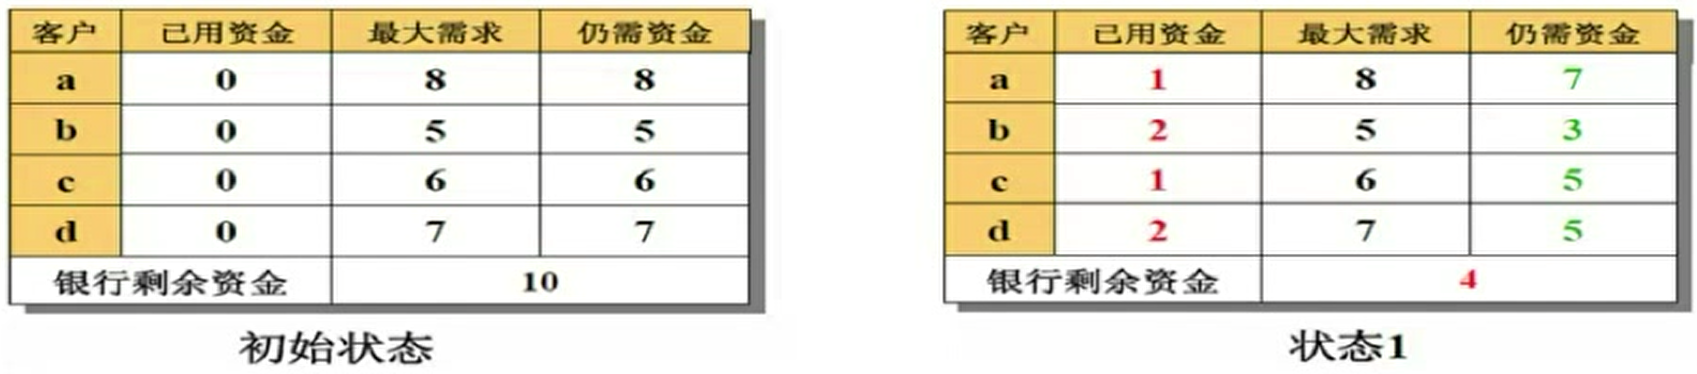 客户 已用资金 最大需求 仍需资金
a 0 8 8
b 0 5 5
c 0 6 6
d 0 7 7
银行剩余资金 10
初始状态
客户 已用资金 最大需求 仍需资金
a 1 8 7
b 2 5 3
c 1 6 5
d 2 7 5
银行剩余资金 4
状态1